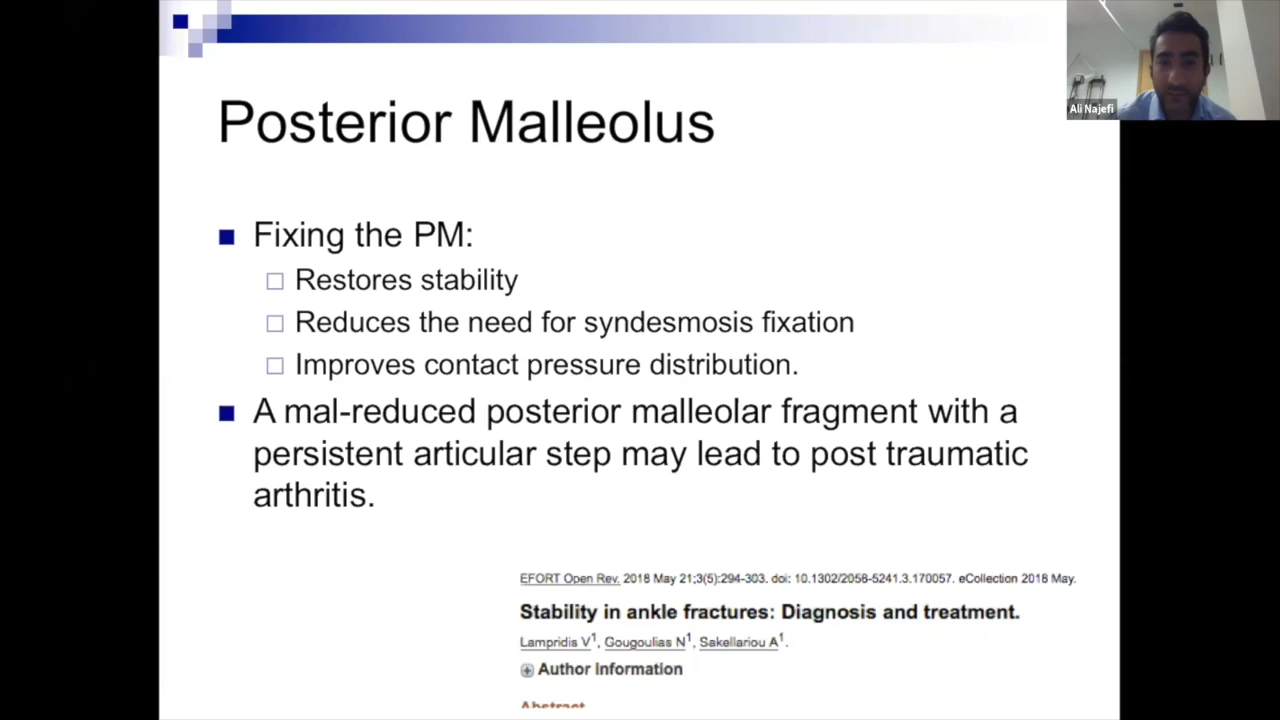 Ali Najefi
Posterior Malleolus
Fixing the PM:
Restores stability
Reduces the need for syndesmosis fixation
Improves contact pressure distribution.
A mal-reduced posterior malleolar fragment with a
persistent articular step may lead to post traumatic
arthritis.
EFORT Open Rev. 2018 May 21;3(5):294-303. doi: 10.1302/2058-5241.3.170057. eCollection 2018 May.
Stability in ankle fractures: Diagnosis and treatment.
Lampridis V1, Gougoulias N1, Sakellariou A1.
Author Information
Abstract